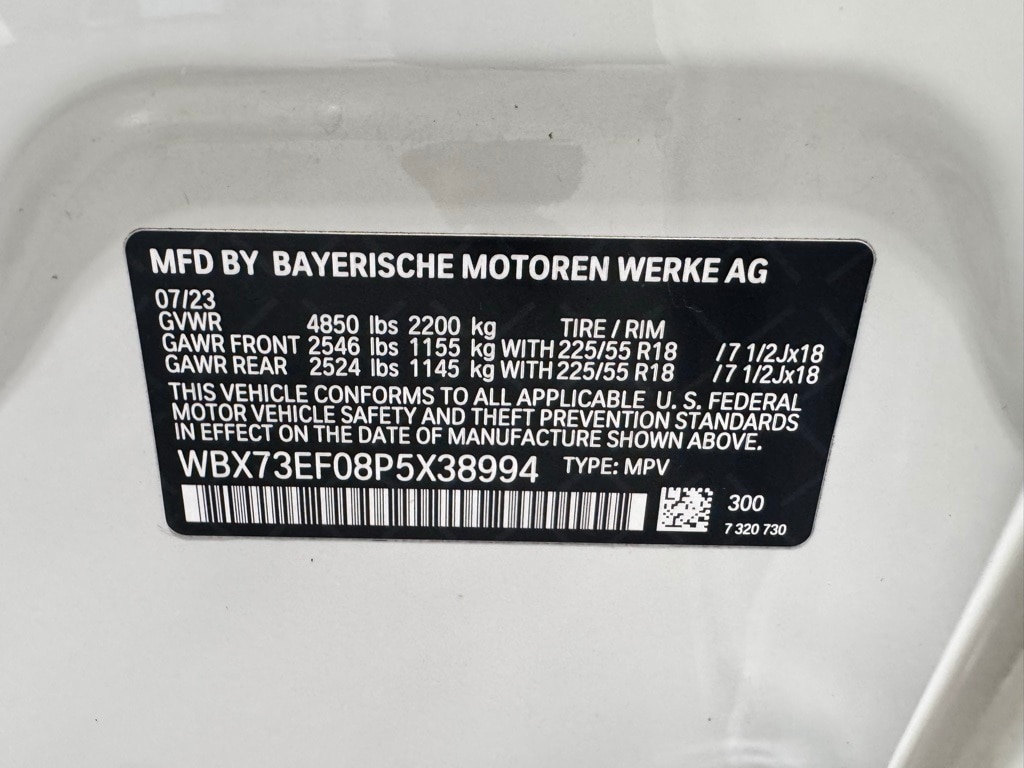 MFD BY BAYERISCHE MOTOREN WERKE AG
07/23
GVWR 4850 lbs 2200 kg TIRE / RIM
GAWR FRONT 2546 lbs 1155 kg WITH 225/55 R18 /7 1/2Jx18
GAWR REAR 2524 lbs 1145 kg WITH 225/55 R18 /7 1/2Jx18
THIS VEHICLE CONFORMS TO ALL APPLICABLE U. S. FEDERAL
MOTOR VEHICLE SAFETY AND THEFT PREVENTION STANDARDS
IN EFFECT ON THE DATE OF MANUFACTURE SHOWN ABOVE.
WBX73EF08P5X38994 TYPE: MPV
300
7 320 730